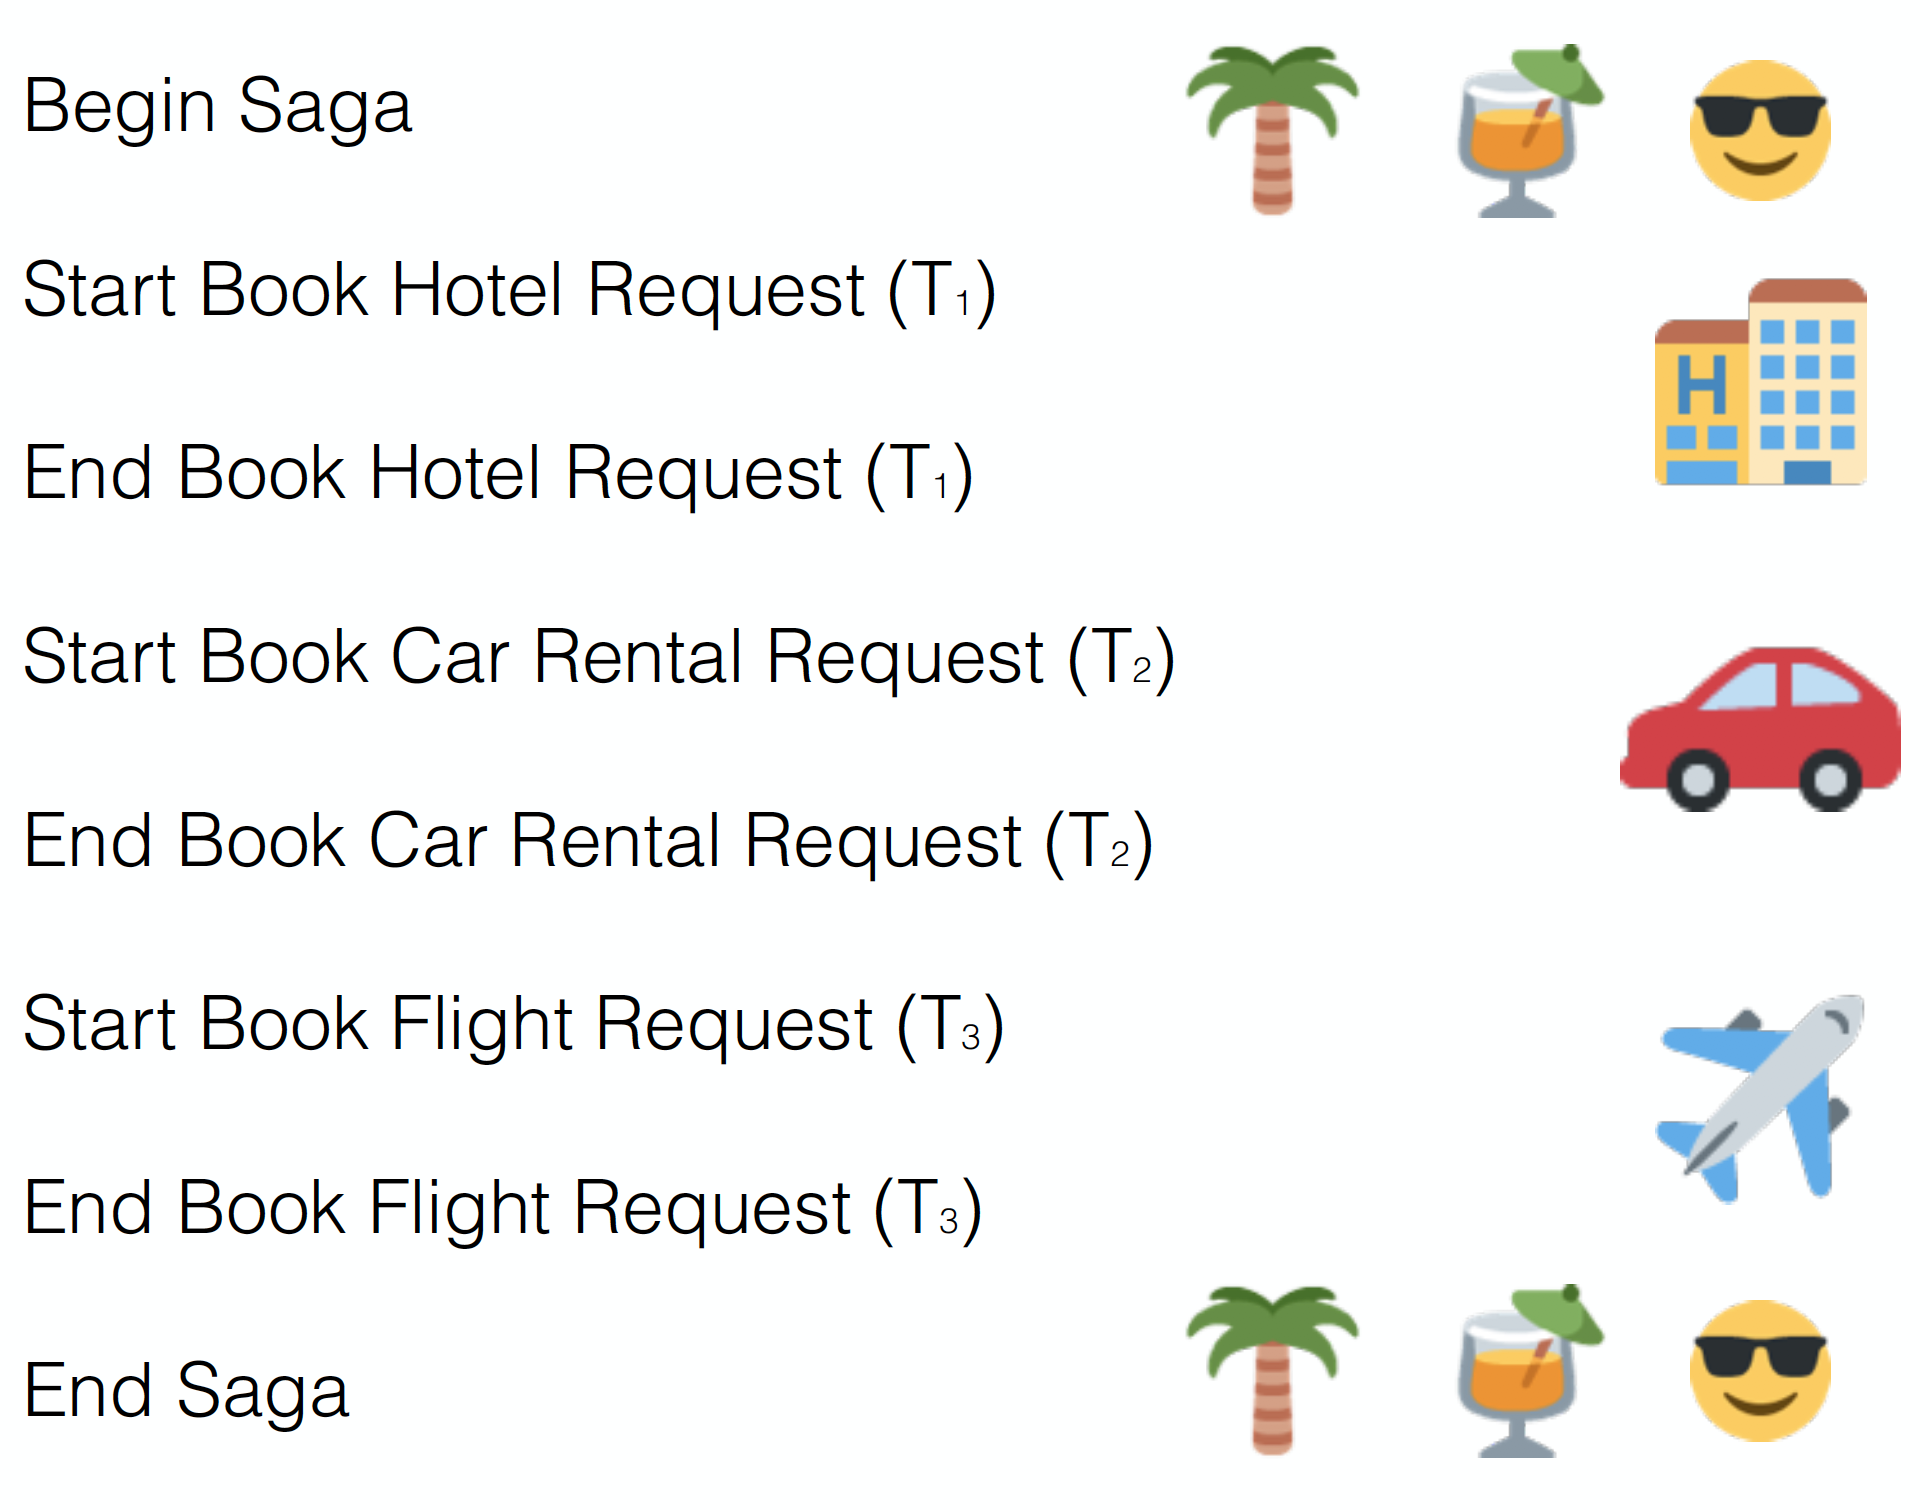 Begin Saga
Start Book Hotel Request (T₁)
H
End Book Hotel Request (T₁)
Start Book Car Rental Request (T₂)
End Book Car Rental Request (T₂)
Start Book Flight Request (T₃)
End Book Flight Request (T₃)
End Saga